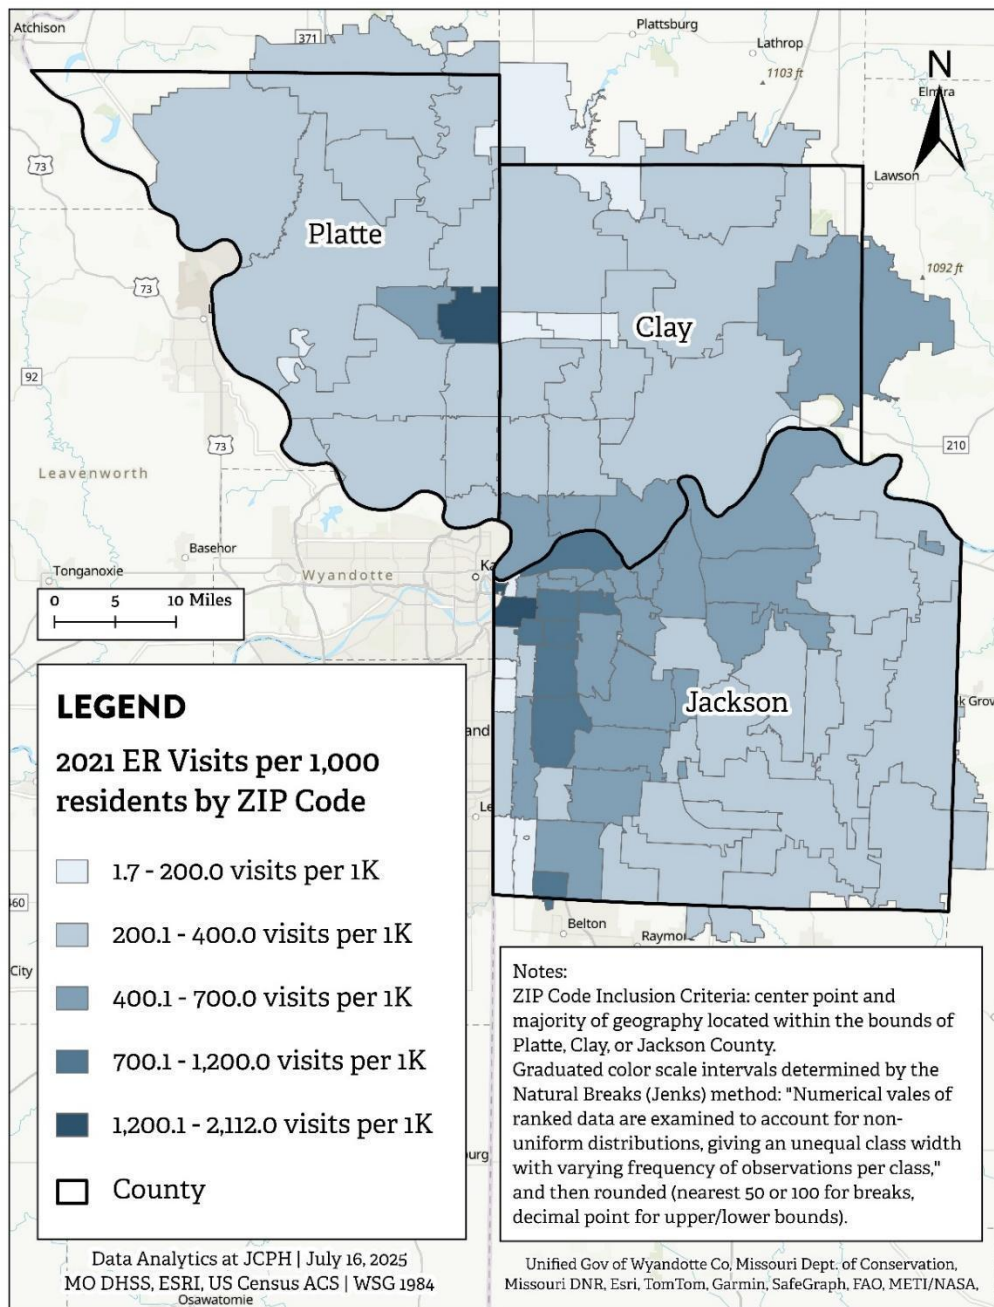 Atchison
371
Plattsburg
Lathrop
1103 ft
N
Elmira
73
73
Lawson
Platte
1092 ft
73
Clay
92
73
210
Leavenworth
Basehor
Tonganoxie
Wyandotte
Ka
0 5 10 Miles
Jackson
k Grov
and
Le
LEGEND
2021 ER Visits per 1,000
residents by ZIP Code
1.7 - 200.0 visits per 1K
200.1 - 400.0 visits per 1K
400.1 - 700.0 visits per 1K
700.1 - 1,200.0 visits per 1K
1,200.1 - 2,112.0 visits per 1K
County
460
City
Belton
Raymor
burg
Notes:
ZIP Code Inclusion Criteria: center point and
majority of geography located within the bounds of
Platte, Clay, or Jackson County.
Graduated color scale intervals determined by the
Natural Breaks (Jenks) method: "Numerical vales of
ranked data are examined to account for non-
uniform distributions, giving an unequal class width
with varying frequency of observations per class,"
and then rounded (nearest 50 or 100 for breaks,
decimal point for upper/lower bounds).
Data Analytics at JCPH | July 16, 2025
MO DHSS, ESRI, US Census ACS | WSG 1984
Osawatomie
Unified Gov of Wyandotte Co, Missouri Dept. of Conservation,
Missouri DNR, Esri, TomTom, Garmin, SafeGraph, FAO, METI/NASA,